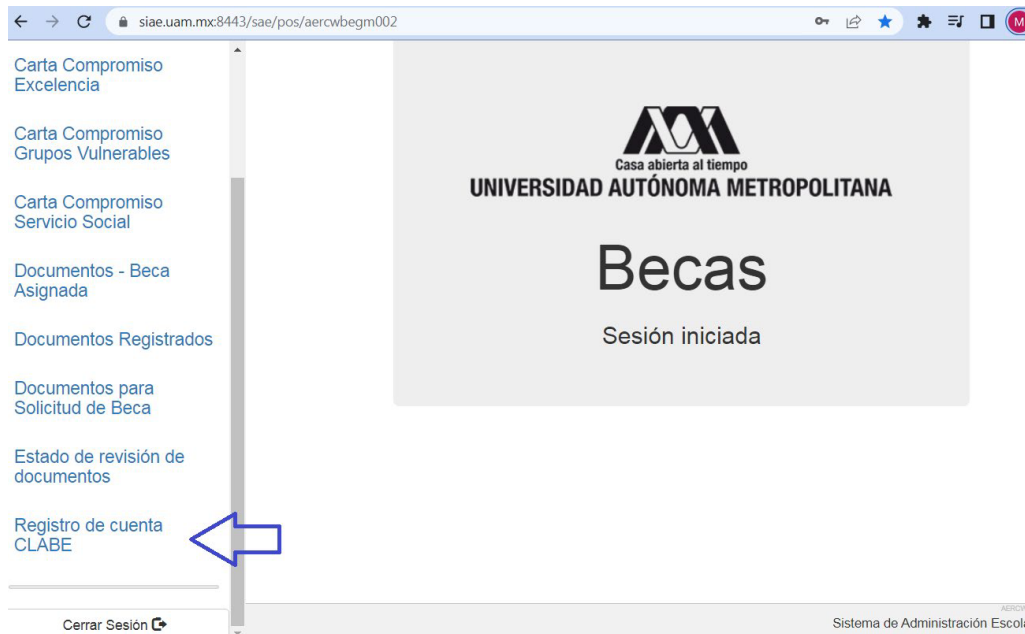 siae.uam.mx:8443/sae/pos/aercwbegm002
M
Carta Compromiso
Excelencia
Carta Compromiso
Grupos Vulnerables
Carta Compromiso
Servicio Social
Documentos - Beca
Asignada
Documentos Registrados
Documentos para
Solicitud de Beca
Estado de revisión de
documentos
Registro de cuenta
CLABE
Cerrar Sesión
Casa abierta al tiempo
UNIVERSIDAD AUTÓNOMA METROPOLITANA
Becas
Sesión iniciada
Sistema de Administración